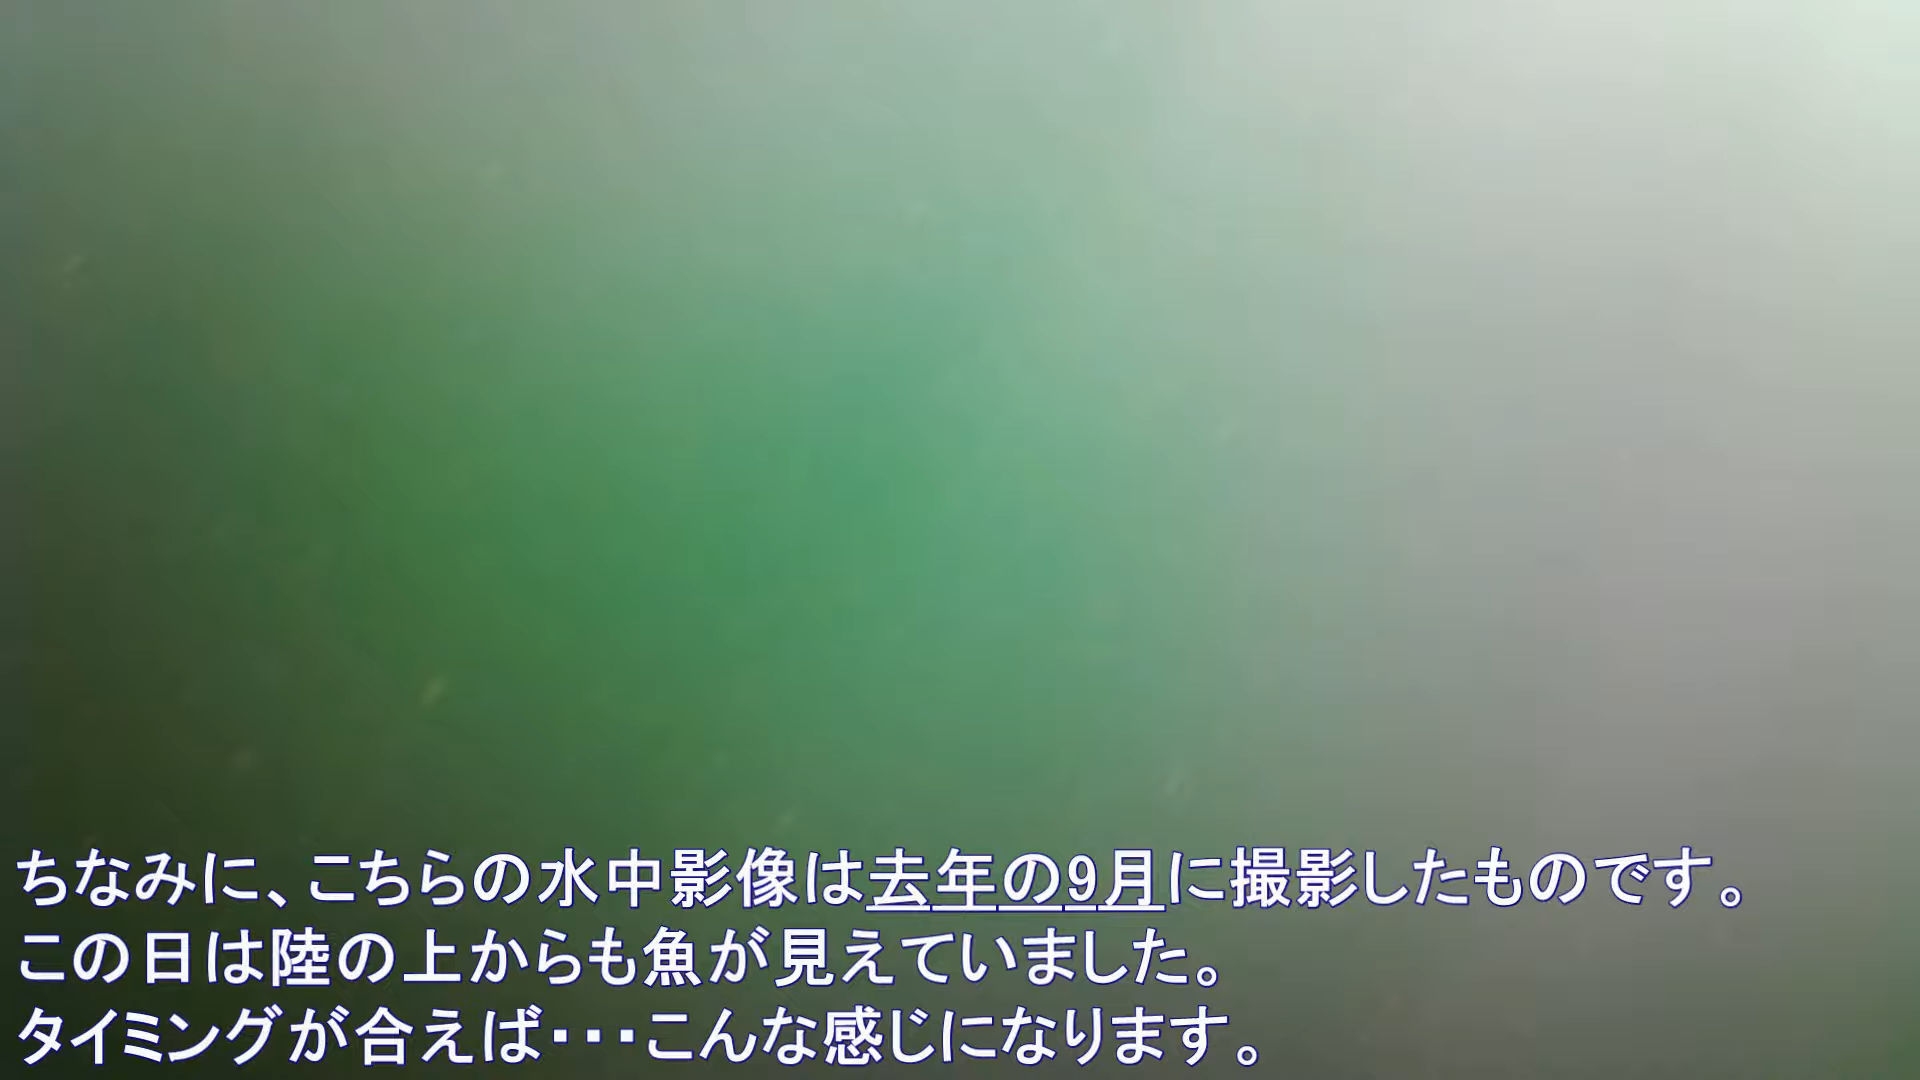 ちなみに、こちらの水中影像は去年の9月に撮影したものです。
この日は陸の上からも魚が見えていました。
タイミングが合えば･･･こんな感じになります。